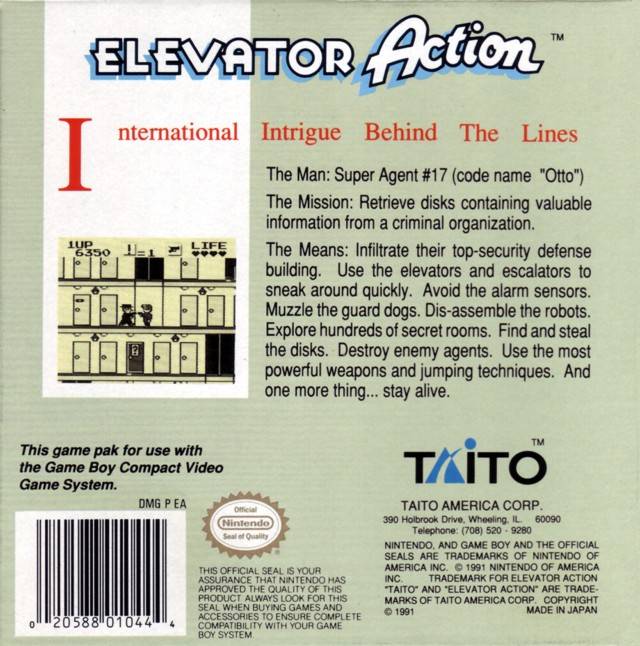 ELEVATOR Action™
International Intrigue Behind The Lines
The Man: Super Agent #17 (code name "Otto")
The Mission: Retrieve disks containing valuable
information from a criminal organization.
The Means: Infiltrate their top-security defense
building. Use the elevators and escalators to
sneak around quickly. Avoid the alarm sensors.
Muzzle the guard dogs. Dis-assemble the robots.
Explore hundreds of secret rooms. Find and steal
the disks. Destroy enemy agents. Use the most
powerful weapons and jumping techniques. And
one more thing... stay alive.
1UP
6350
=1
LIFE
?
This game pak for use with
the Game Boy Compact Video
Game System.
DMG P EA
0 20588 01044 4
Official
Nintendo
Seal of Quality
THIS OFFICIAL SEAL IS YOUR
ASSURANCE THAT NINTENDO HAS
APPROVED THE QUALITY OF THIS
PRODUCT. ALWAYS LOOK FOR THIS
SEAL WHEN BUYING GAMES AND
ACCESSORIES TO ENSURE COMPLETE
COMPATIBILITY WITH YOUR GAME
BOY SYSTEM
TAITO™
TAITO AMERICA CORP.
390 Holbrook Drive, Wheeling, IL. 60090
Telephone: (708) 520 - 9280
NINTENDO, AND GAME BOY AND THE OFFICIAL
SEALS ARE TRADEMARKS OF NINTENDO OF
AMERICA INC. © 1991 NINTENDO OF AMERICA
INC. TRADEMARK FOR ELEVATOR ACTION
"TAITO" AND "ELEVATOR ACTION" ARE TRADE-
MARKS OF TAITO AMERICA CORP. COPYRIGHT
© 1991 MADE IN JAPAN